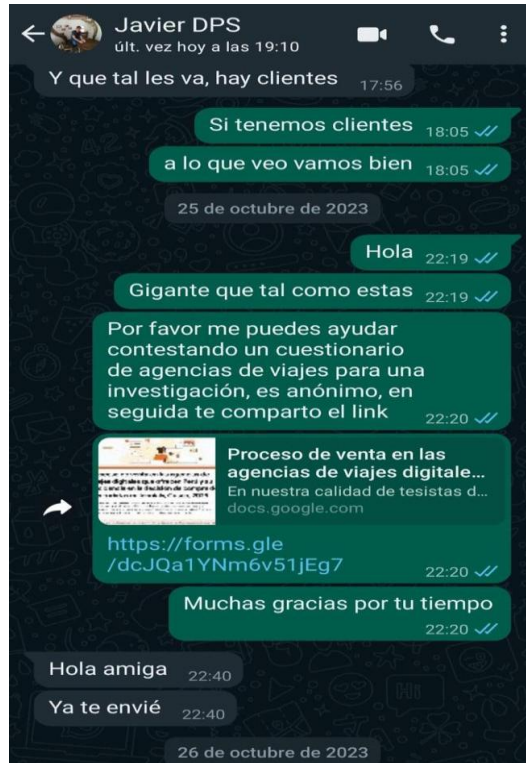 Javier DPS
últ. vez hoy a las 19:10
Y que tal les va, hay clientes 17:56
Si tenemos clientes 18:05
a lo que veo vamos bien 18:05
25 de octubre de 2023
Hola 22:19
Gigante que tal como estas 22:19
Por favor me puedes ayudar
contestando un cuestionario
de agencias de viajes para una
investigación, es anónimo, en
seguida te comparto el link 22:20
Proceso de venta en las
agencias de viajes digitale...
En nuestra calidad de tesistas d...
docs.google.com
https://forms.gle
/dcJQa1YNm6v51jEg7 22:20
Muchas gracias por tu tiempo
22:20
Hola amiga 22:40
Ya te envié 22:40
26 de octubre de 2023